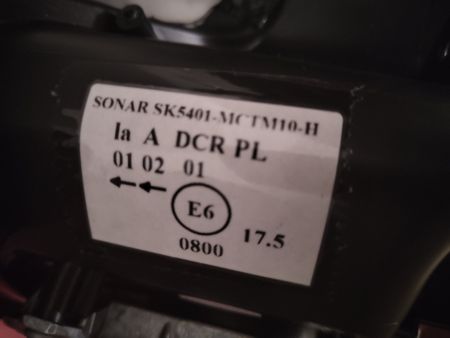 SONAR SK5401-MCTM10-H
Ia A DCR PL
01 02 01
E6
17.5
0800